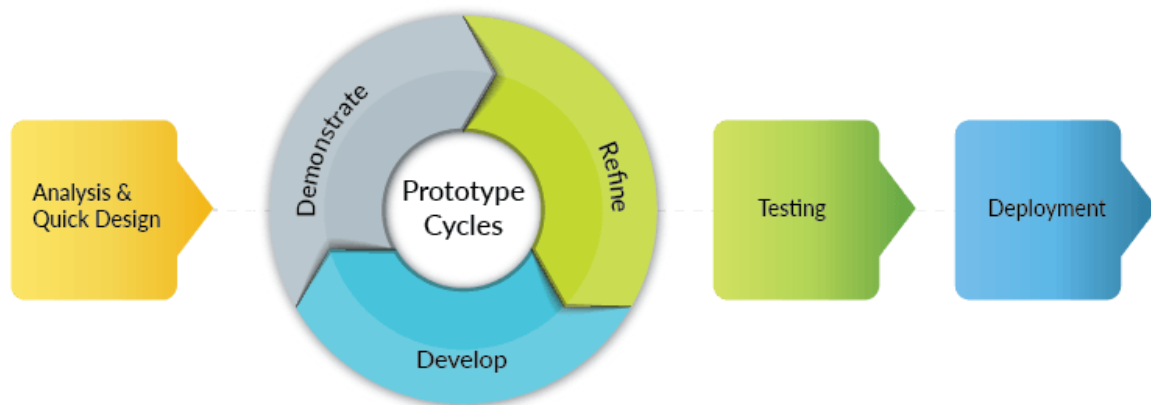 Analysis &
Quick Design
Demonstrate
Refine
Develop
Prototype
Cycles
Testing
Deployment